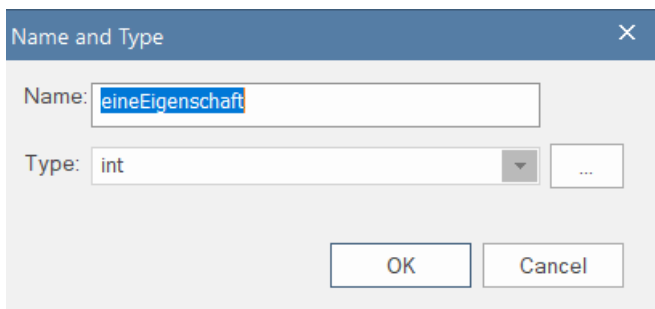 Name and Type
Name: eineEigenschaft
Type: int ...
OK Cancel